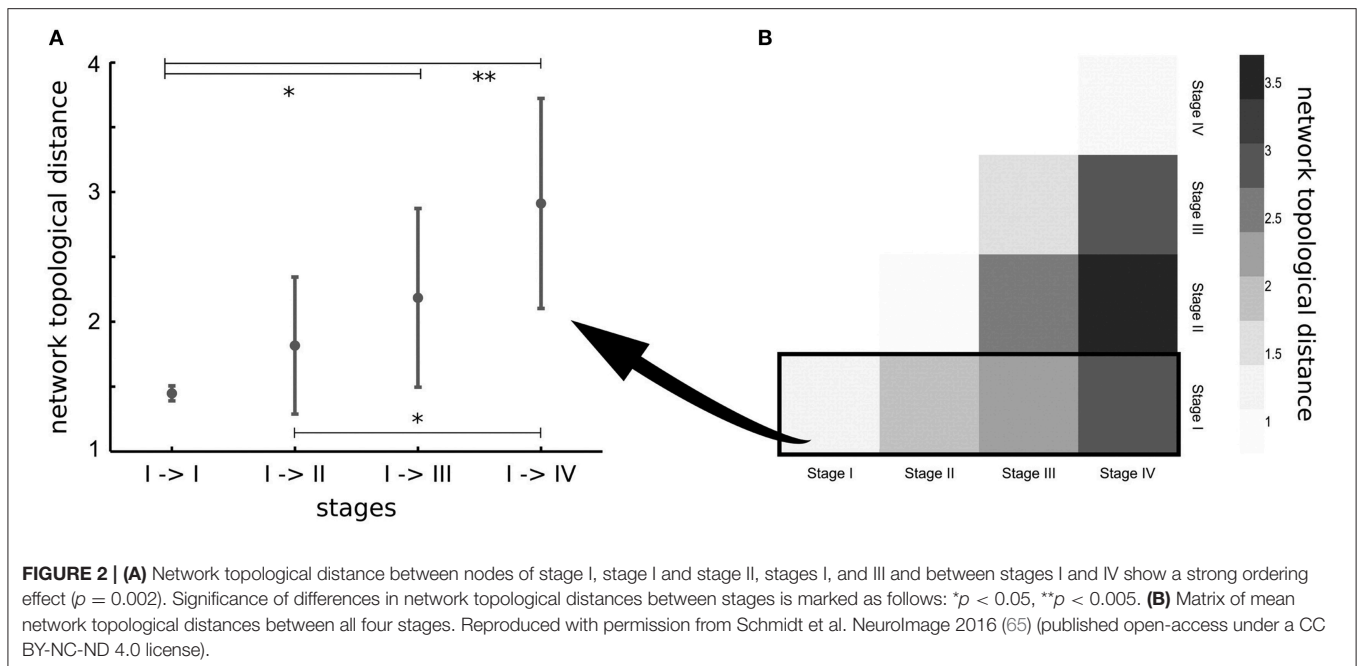 A
4
3
2
1
network topological distance
*
**
*
I -> I
I -> II
I -> III
I -> IV
stages
B
Stage IV
Stage III
Stage II
Stage I
Stage I
Stage II
Stage III
Stage IV
3.5
3
2.5
2
1.5
1
network topological distance
FIGURE 2 | (A) Network topological distance between nodes of stage I, stage I and stage II, stages I, and III and between stages I and IV show a strong ordering
effect (p = 0.002). Significance of differences in network topological distances between stages is marked as follows: *p < 0.05, **p < 0.005. (B) Matrix of mean
network topological distances between all four stages. Reproduced with permission from Schmidt et al. NeuroImage 2016 (65) (published open-access under a CC
BY-NC-ND 4.0 license).